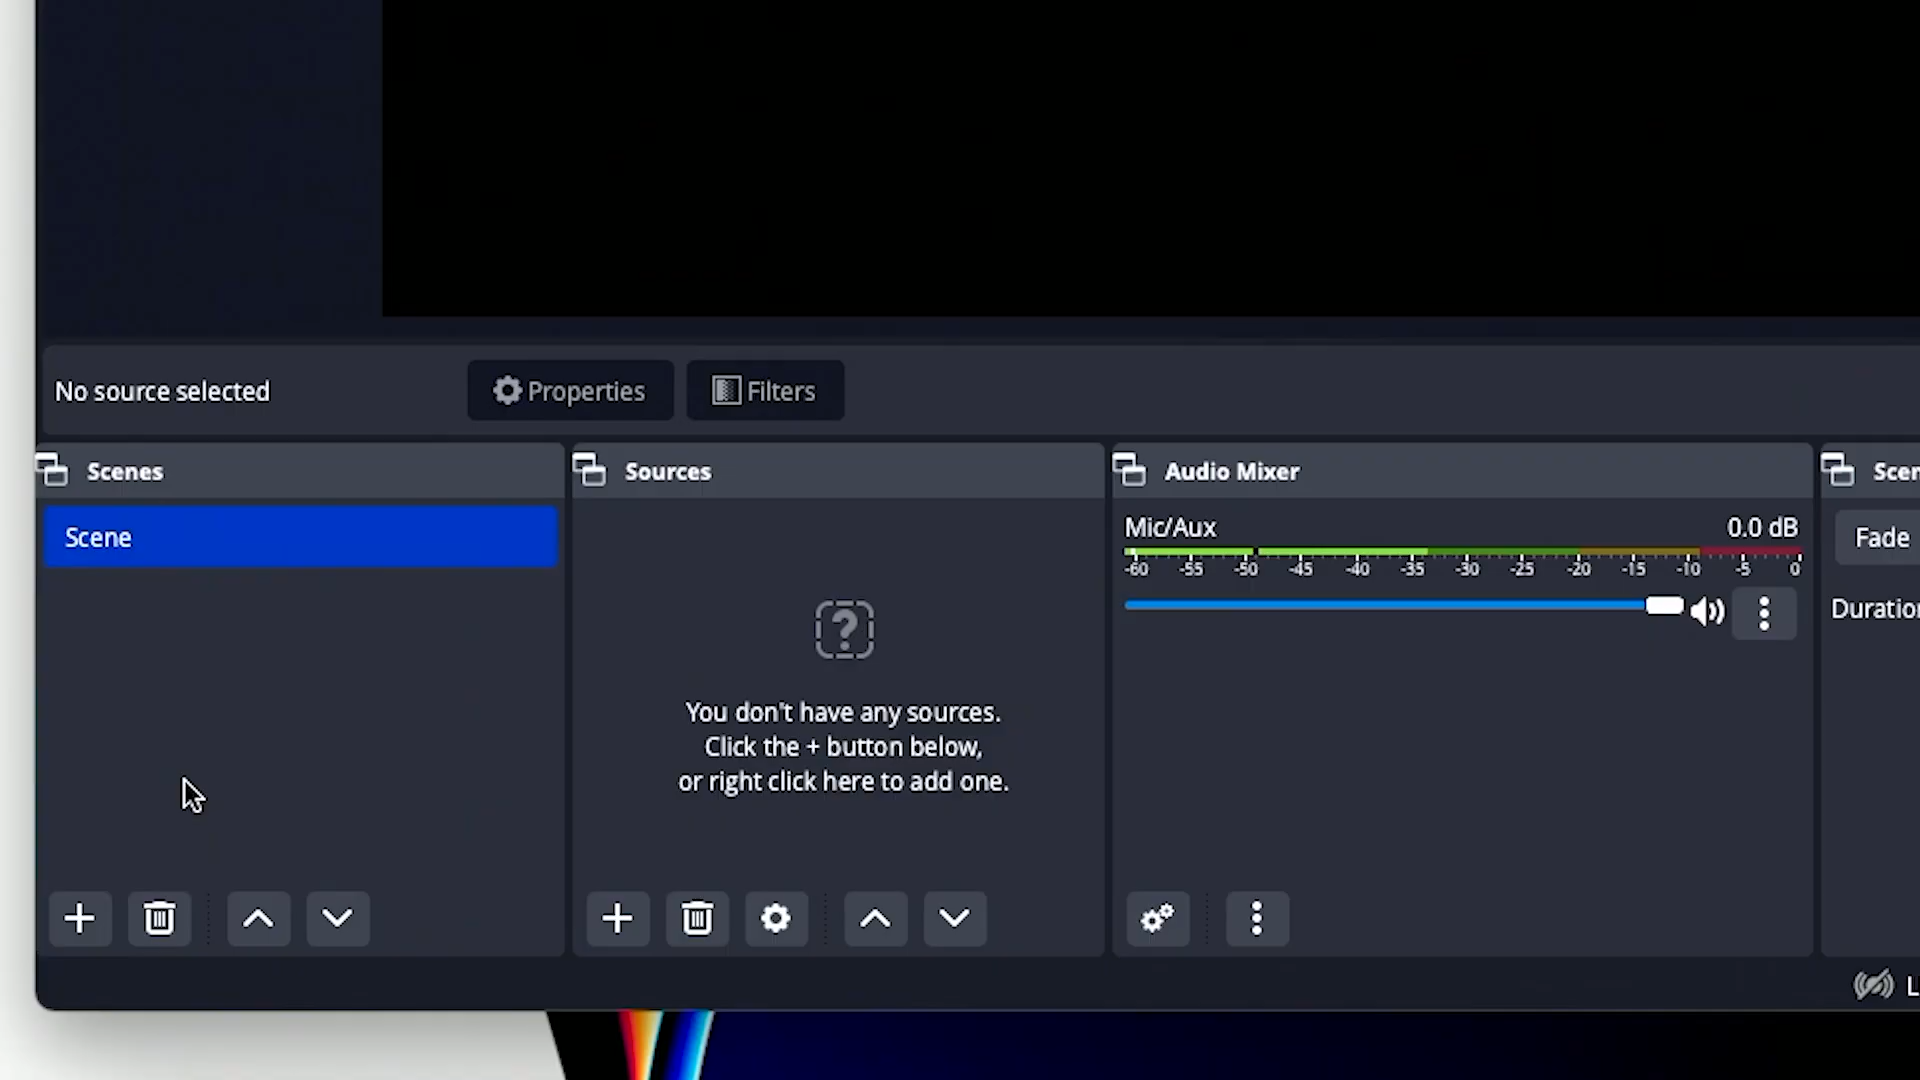 No source selected
Properties
Filters
Scenes
Scene
Sources
?
You don't have any sources.
Click the + button below,
or right click here to add one.
Audio Mixer
Mic/Aux
0.0 dB
-60 -55 -50 -45 -40 -35 -30 -25 -20 -15 -10 -5 0
Scen
Fade
Duration
L